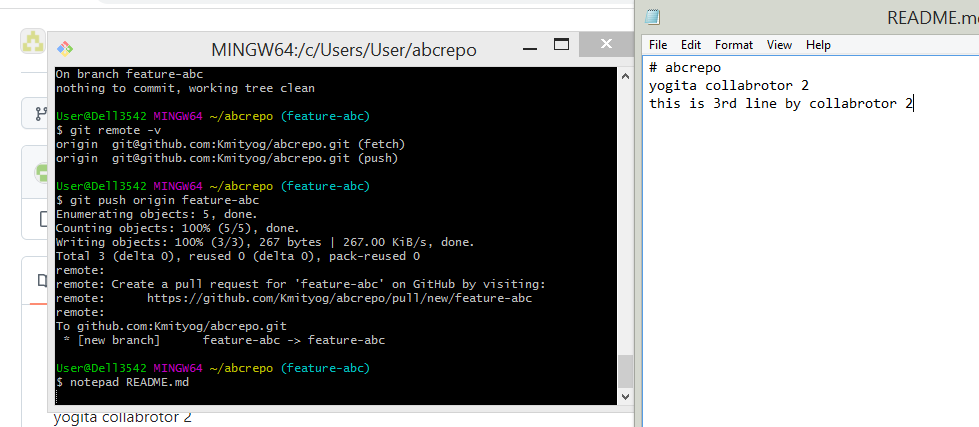 MINGW64:/c/Users/User/abcrepo
On branch feature-abc
nothing to commit, working tree clean
User@Dell3542 MINGW64 ~/abcrepo (feature-abc)
$ git remote -v
origin  git@github.com:Kmityog/abcrepo.git (fetch)
origin  git@github.com:Kmityog/abcrepo.git (push)
User@Dell3542 MINGW64 ~/abcrepo (feature-abc)
$ git push origin feature-abc
Enumerating objects: 5, done.
Counting objects: 100% (5/5), done.
Writing objects: 100% (3/3), 267 bytes | 267.00 KiB/s, done.
Total 3 (delta 0), reused 0 (delta 0), pack-reused 0
remote:
remote: Create a pull request for 'feature-abc' on GitHub by visiting:
remote:      https://github.com/Kmityog/abcrepo/pull/new/feature-abc
remote:
To github.com:Kmityog/abcrepo.git
 * [new branch]      feature-abc -> feature-abc
User@Dell3542 MINGW64 ~/abcrepo (feature-abc)
$ notepad README.md
yogita collabrotor 2
README.m
File Edit Format View Help
# abcrepo
yogita collabrotor 2
this is 3rd line by collabrotor 2